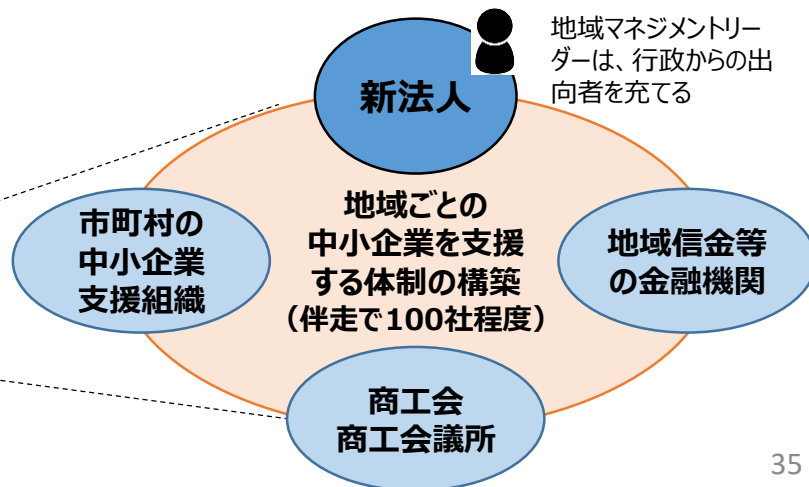 地域マネジメントリー
ダーは、行政からの出
向者を充てる
新法人
市町村の
中小企業
支援組織
地域ごとの
中小企業を支援
する体制の構築
（伴走で100社程度）
地域信金等
の金融機関
商工会
商工会議所
35